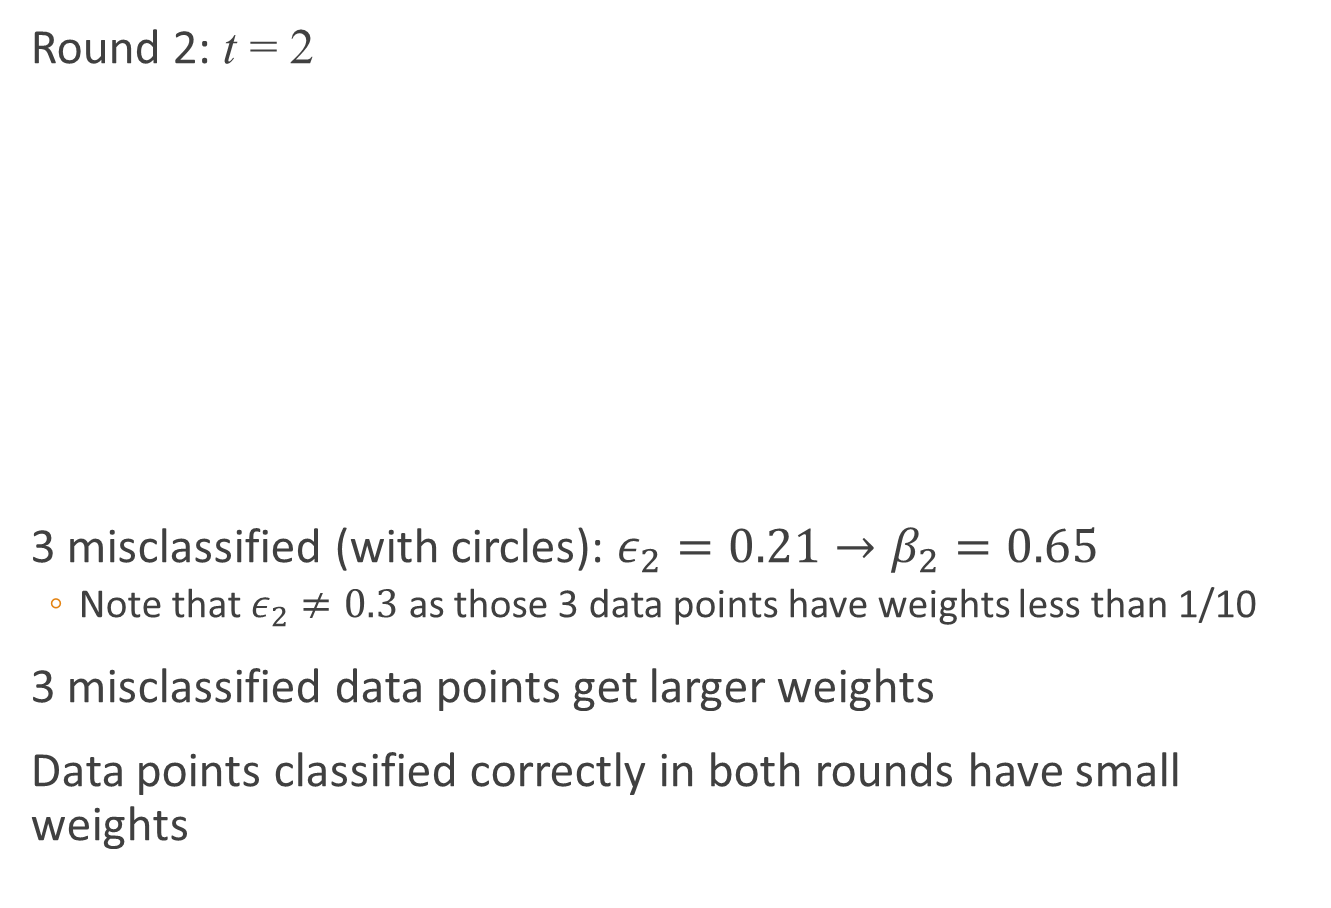 Round 2: t = 2
3 misclassified (with circles): ϵ₂ = 0.21 → β₂ = 0.65
◦ Note that ϵ₂ ≠ 0.3 as those 3 data points have weights less than 1/10
3 misclassified data points get larger weights
Data points classified correctly in both rounds have small
weights